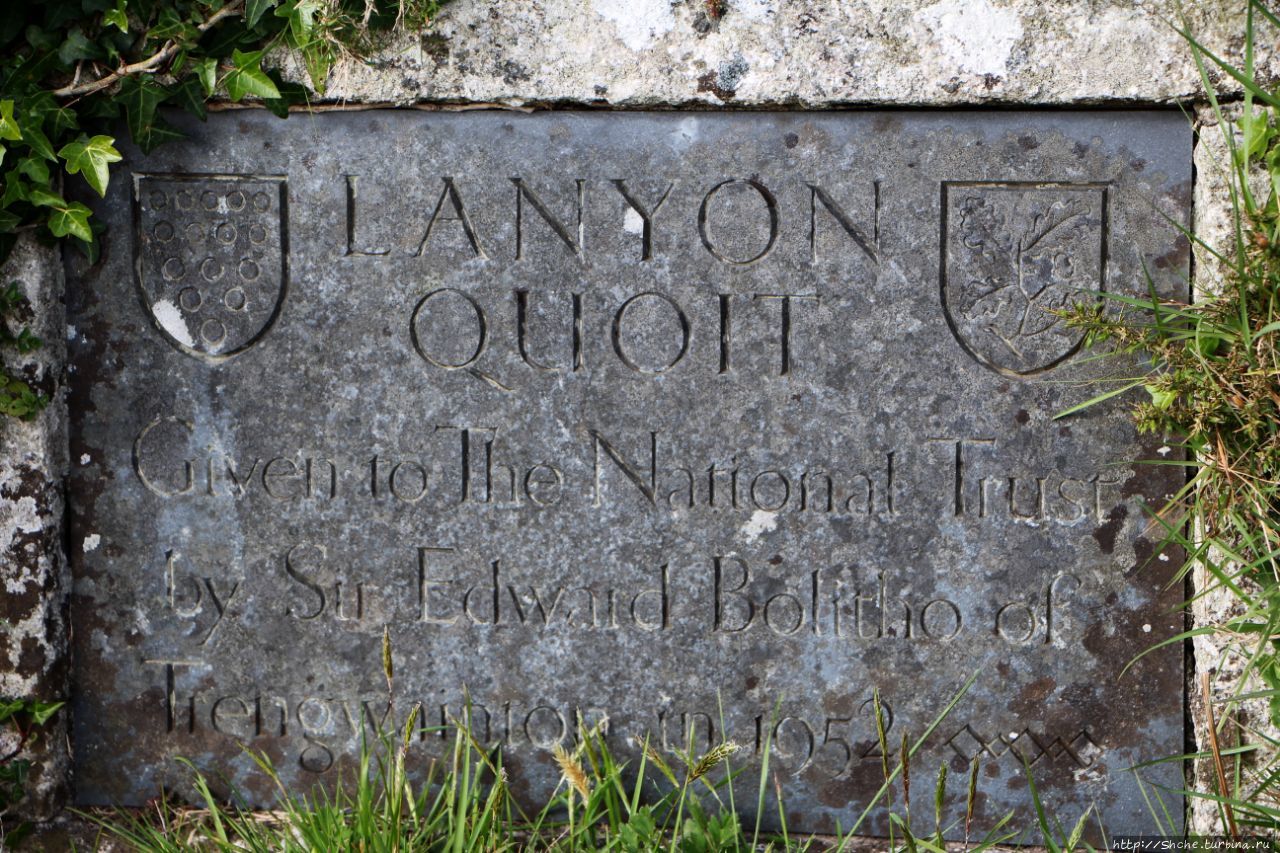 LANYON
QUOIT
Given to The National Trust
by Sir Edward Bolitho of
Trengwainton in 1952
http://Shche.turbina.ru